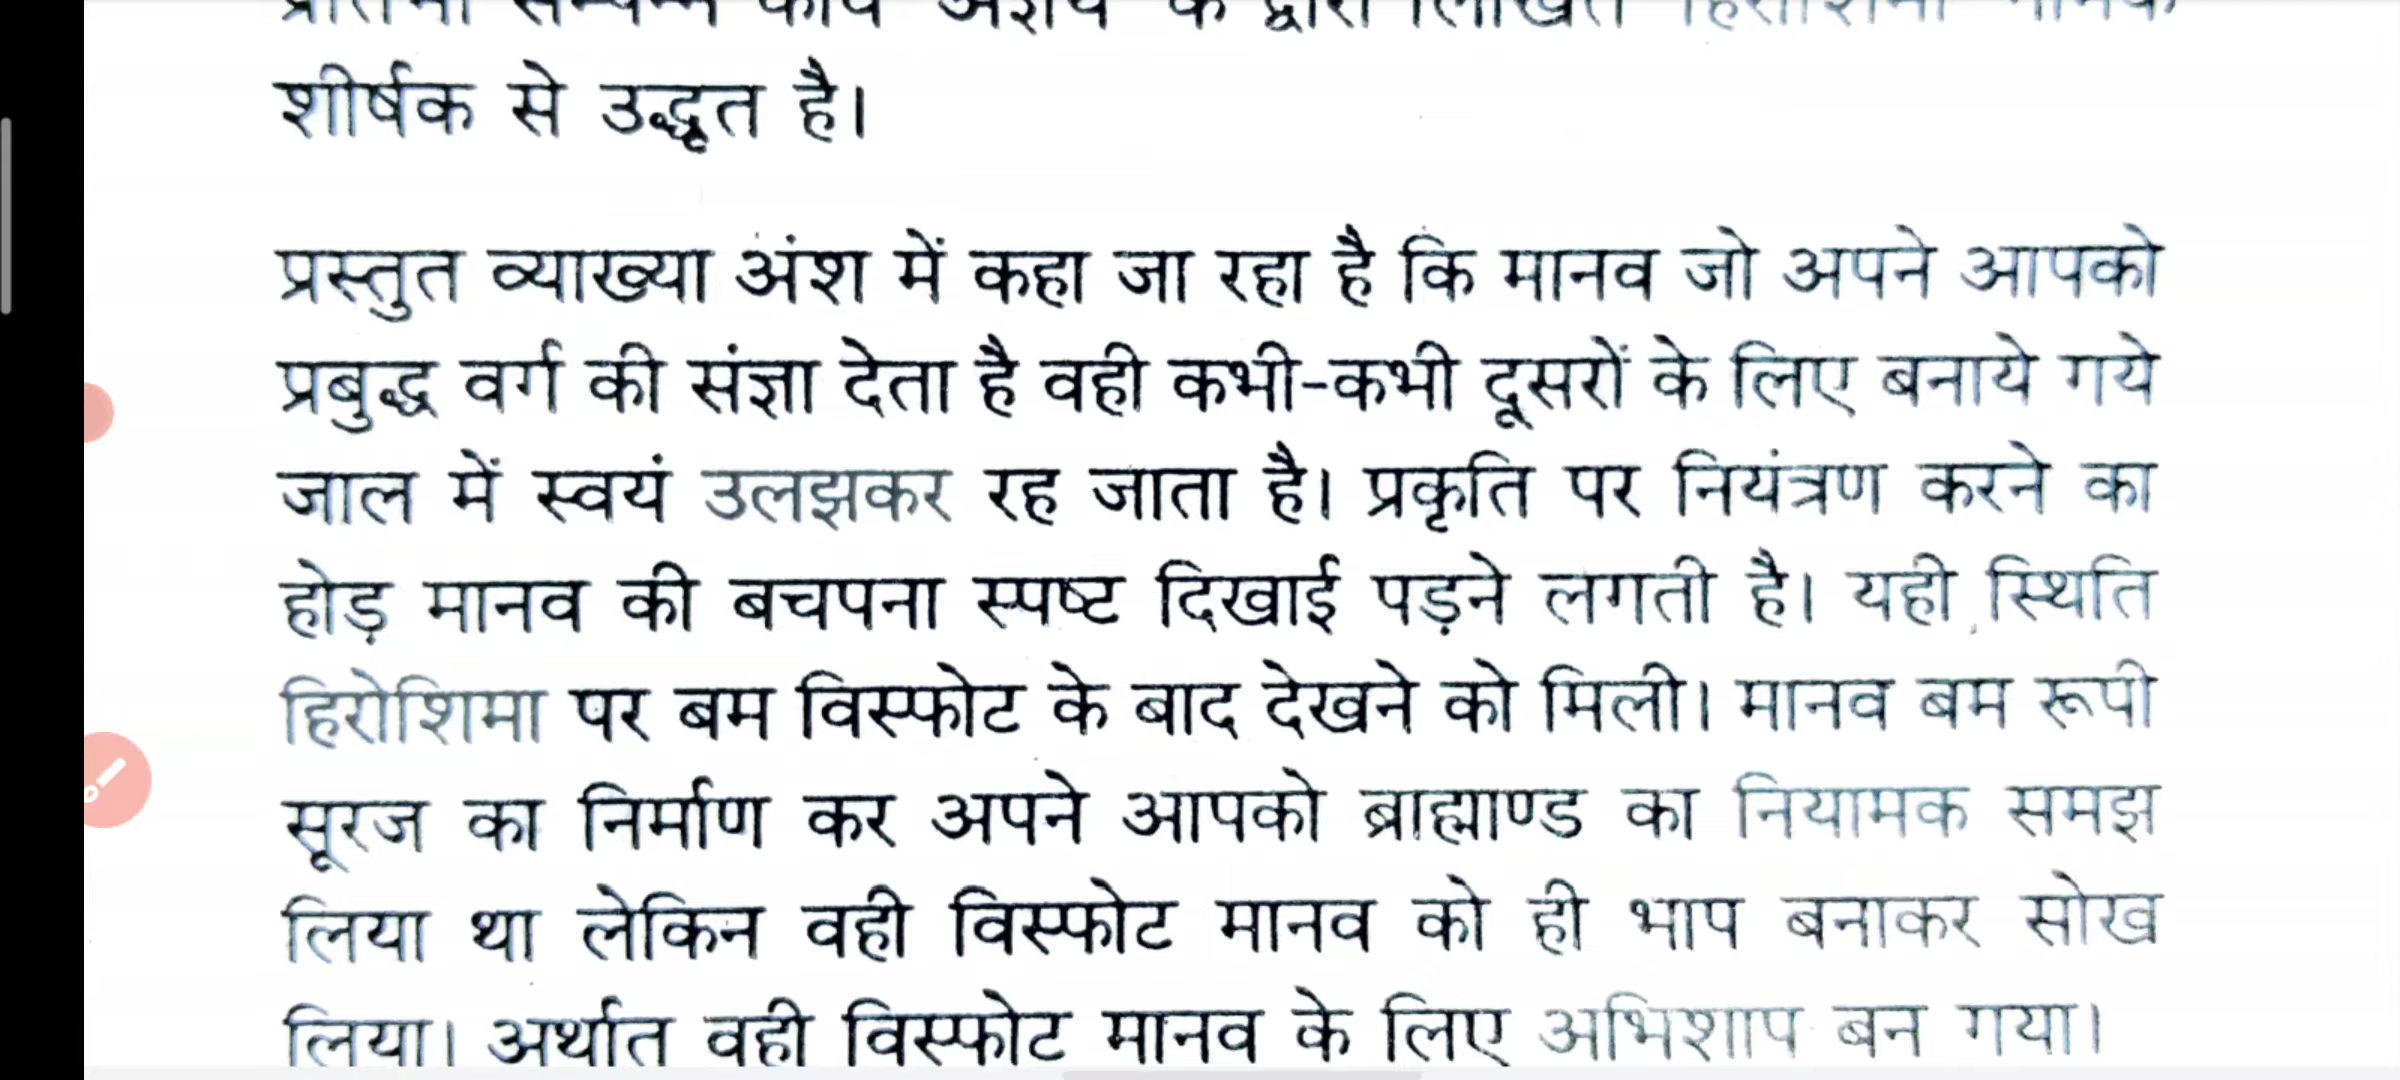 के द्वारा लिखित हिरोशिमा नामक
शीर्षक से उद्धृत है।
प्रस्तुत व्याख्या अंश में कहा जा रहा है कि मानव जो अपने आपको
प्रबुद्ध वर्ग की संज्ञा देता है वही कभी-कभी दूसरों के लिए बनाये गये
जाल में स्वयं उलझकर रह जाता है। प्रकृति पर नियंत्रण करने का
होड़ मानव की बचपना स्पष्ट दिखाई पड़ने लगती है। यही स्थिति
हिरोशिमा पर बम विस्फोट के बाद देखने को मिली। मानव बम रूपी
सूरज का निर्माण कर अपने आपको ब्राह्माण्ड का नियामक समझ
लिया था लेकिन वही विस्फोट मानव को ही भाप बनाकर सोख
लिया। अर्थात वही विस्फोट मानव के लिए अभिशाप बन गया।